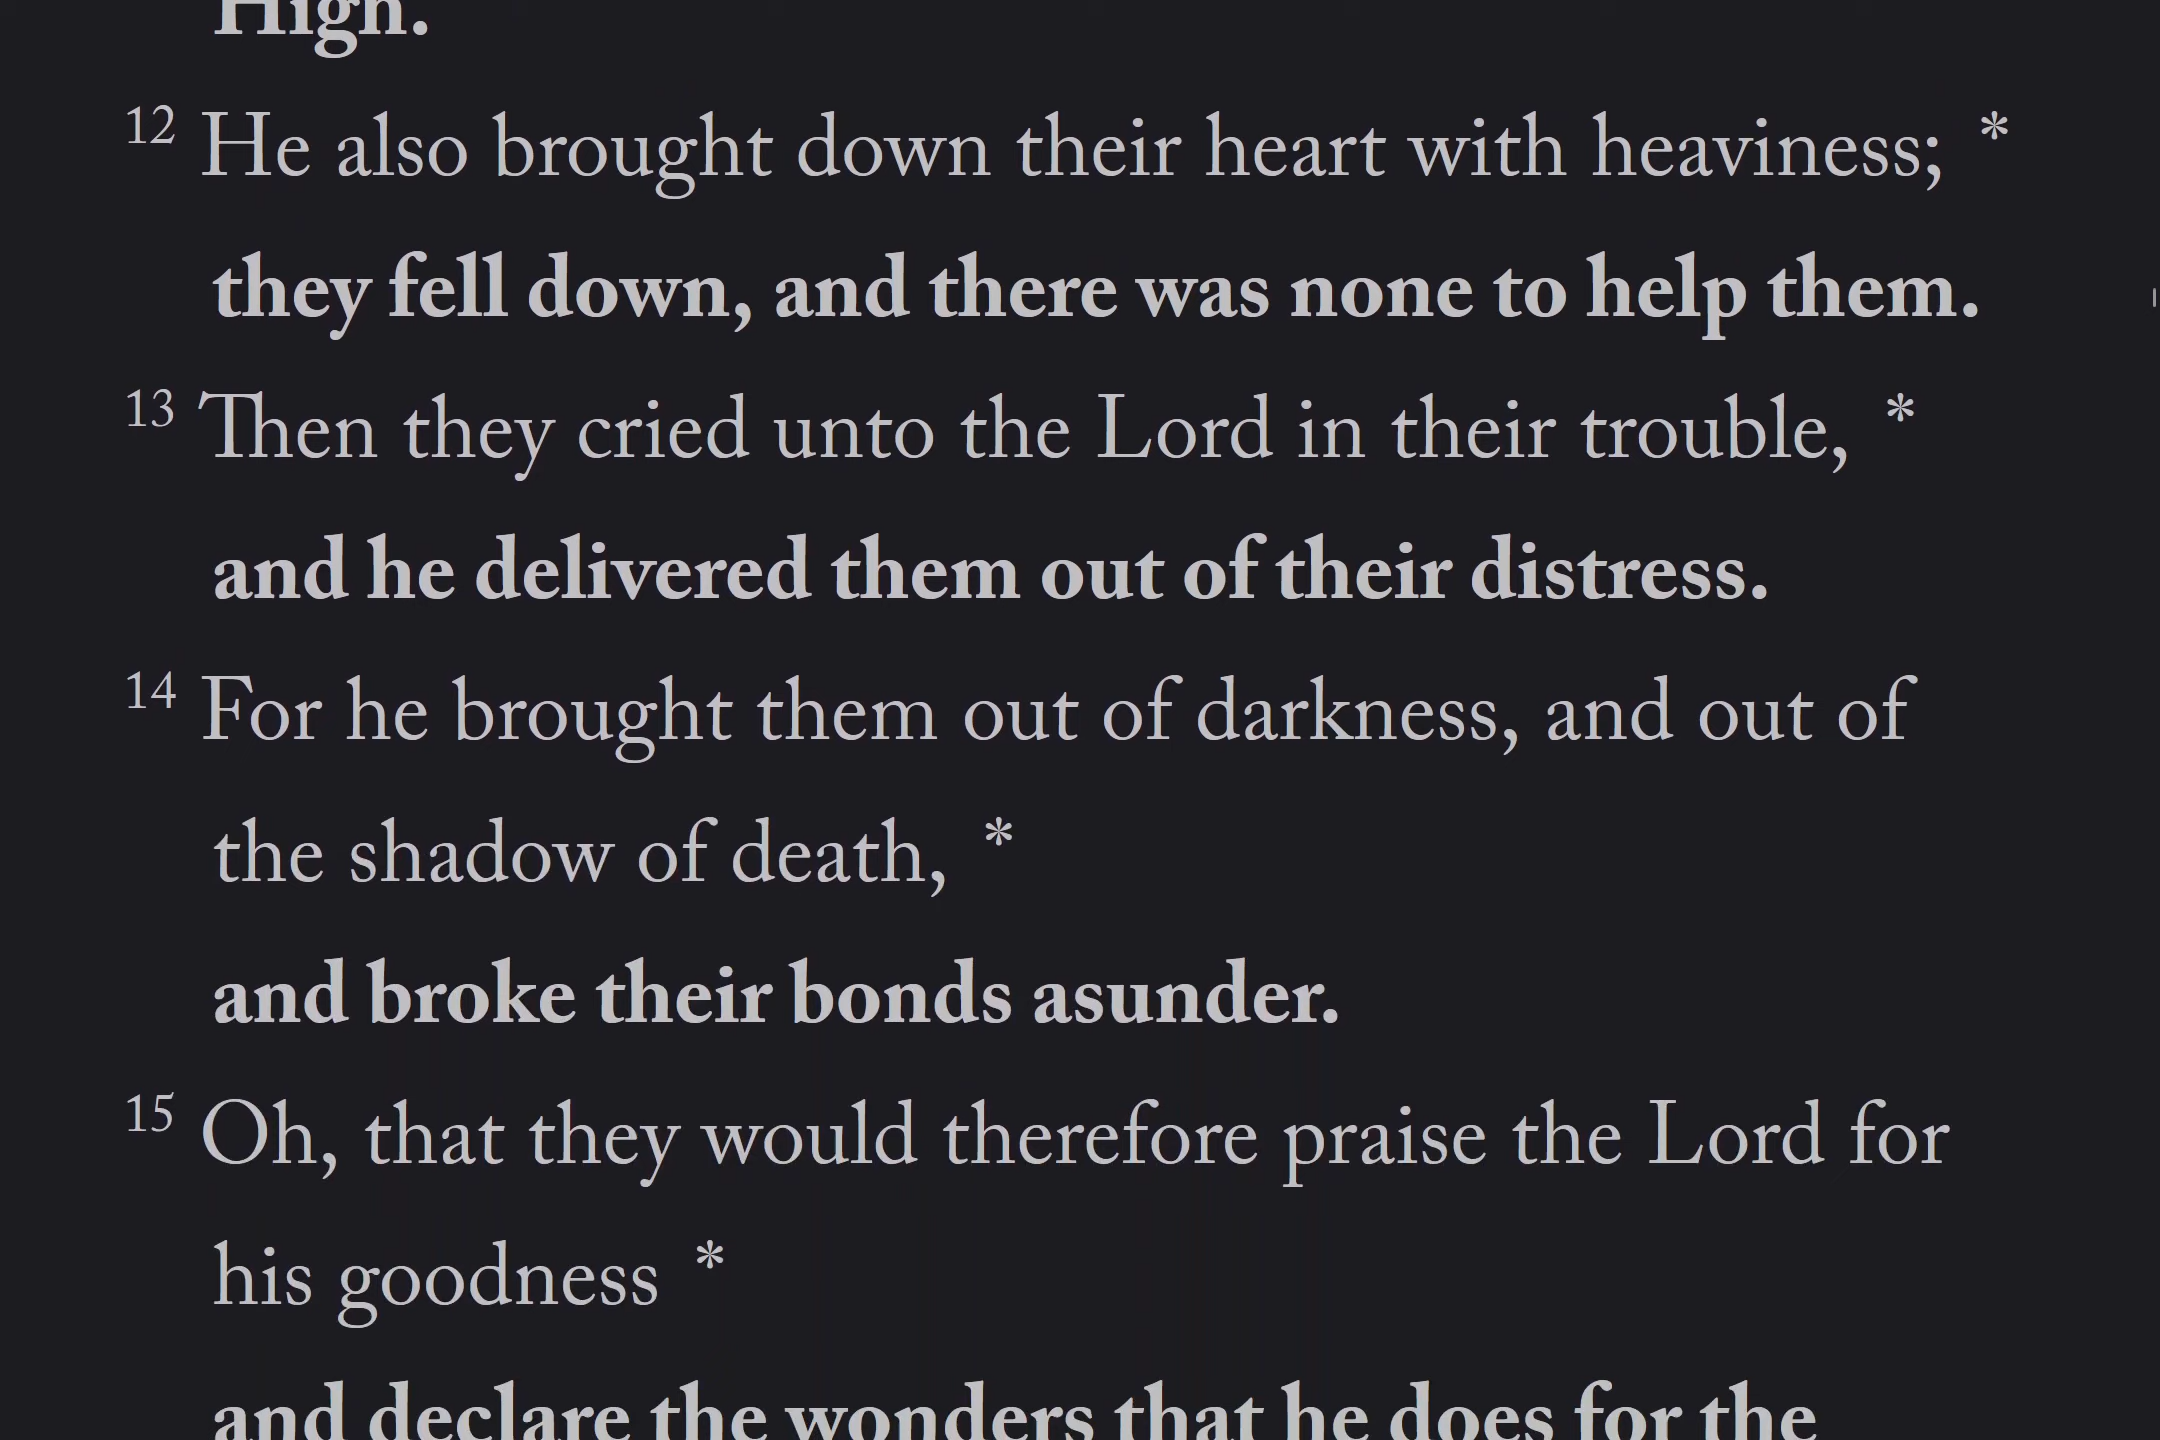 High.
12 He also brought down their heart with heaviness; *
they fell down, and there was none to help them.
13 Then they cried unto the Lord in their trouble, *
and he delivered them out of their distress.
14 For he brought them out of darkness, and out of
the shadow of death, *
and broke their bonds asunder.
15 Oh, that they would therefore praise the Lord for
his goodness *
and declare the wonders that he does for the